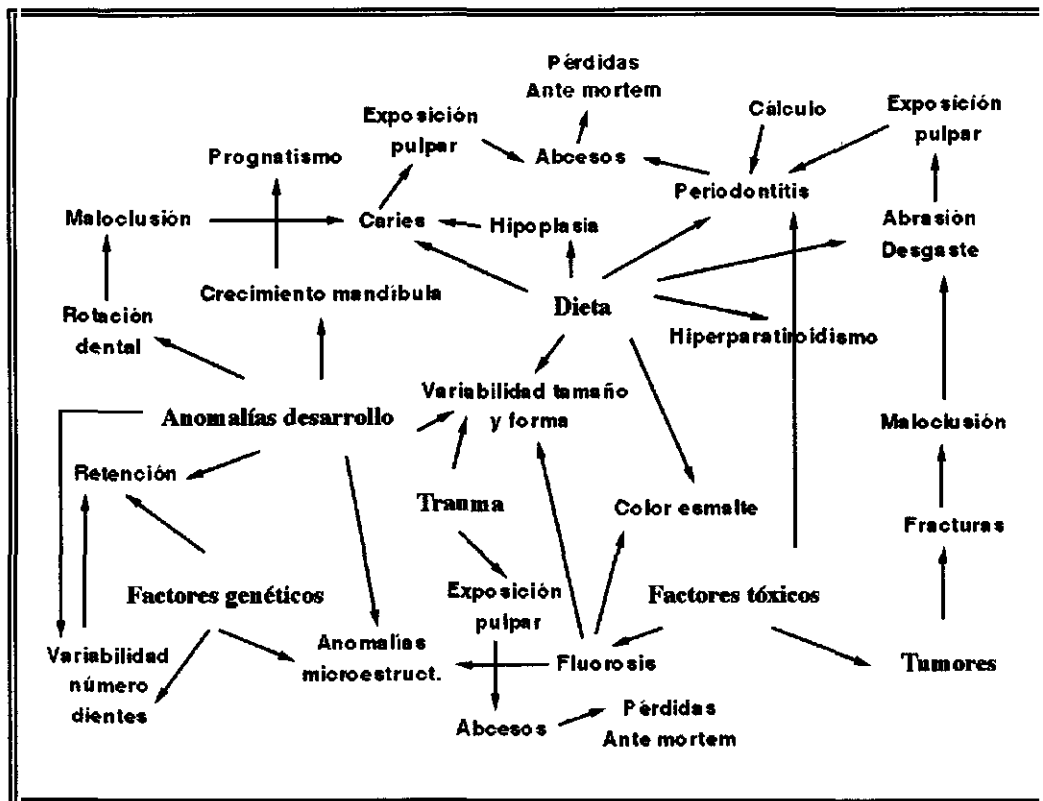 Pérdidas
Ante mortem
Exposición
pulpar
Cálculo
Exposición
pulpar
Prognatismo
Abcesos
Periodontitis
Maloclusión
Caries
Hipoplasia
Abrasión
Desgaste
Crecimiento mandíbula
Dieta
Rotación
dental
Hiperparatiroidismo
Variabilidad tamaño
y forma
Anomalías desarrollo
Maloclusión
Retención
Trauma
Color esmalte
Fracturas
Factores genéticos
Exposición
pulpar
Factores tóxicos
Variabilidad
número
dientes
Anomalías
microestruct.
Fluorosis
Tumores
Abcesos
Pérdidas
Ante mortem